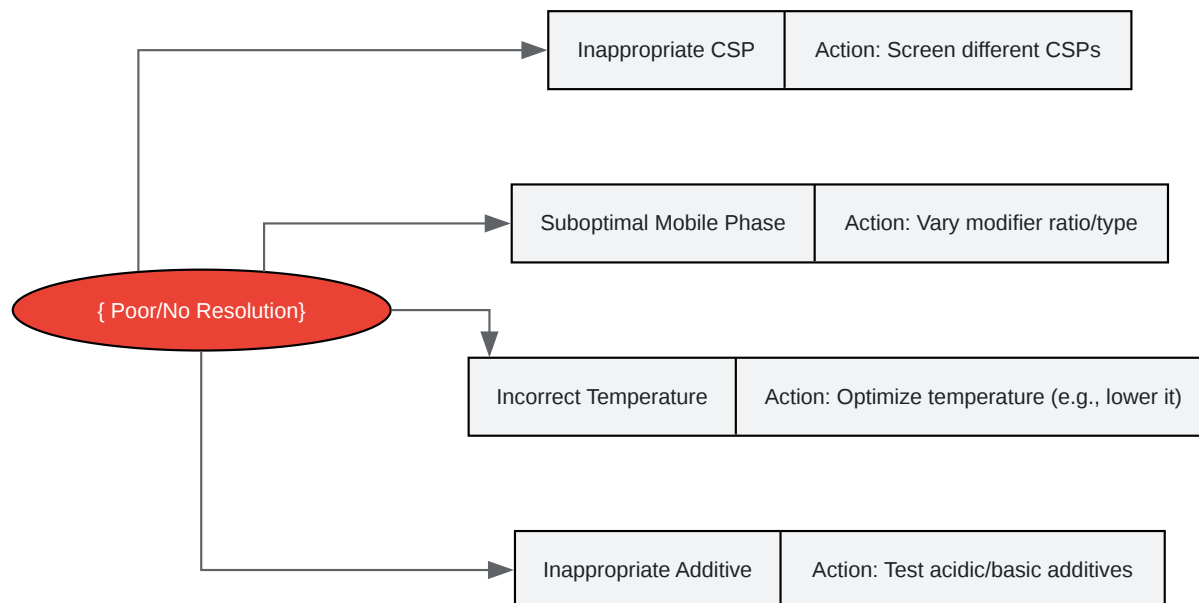 Inappropriate CSP
Action: Screen different CSPs
Suboptimal Mobile Phase
Action: Vary modifier ratio/type
{ Poor/No Resolution}
Incorrect Temperature
Action: Optimize temperature (e.g., lower it)
Inappropriate Additive
Action: Test acidic/basic additives